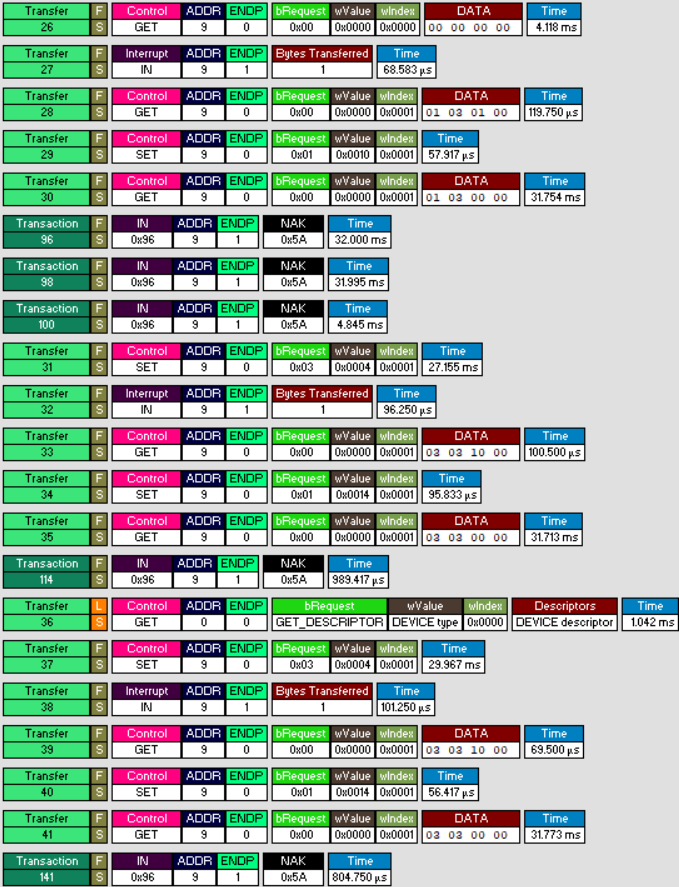 Transfer F Control ADDR ENDP bRequest wValue wIndex DATA Time
26 S GET 9 0 0x00 0x0000 0x0000 00 00 00 00 4.118 ms
Transfer F Interrupt ADDR ENDP Bytes Transferred Time
27 S IN 9 1 1 68.583 µs
Transfer F Control ADDR ENDP bRequest wValue wIndex DATA Time
28 S GET 9 0 0x00 0x0000 0x0001 01 03 01 00 119.750 µs
Transfer F Control ADDR ENDP bRequest wValue wIndex Time
29 S SET 9 0 0x01 0x0010 0x0001 57.917 µs
Transfer F Control ADDR ENDP bRequest wValue wIndex DATA Time
30 S GET 9 0 0x00 0x0000 0x0001 01 03 00 00 31.754 ms
Transaction F IN ADDR ENDP NAK Time
96 S 0x96 9 1 0x5A 32.000 ms
Transaction F IN ADDR ENDP NAK Time
98 S 0x96 9 1 0x5A 31.995 ms
Transaction F IN ADDR ENDP NAK Time
100 S 0x96 9 1 0x5A 4.845 ms
Transfer F Control ADDR ENDP bRequest wValue wIndex Time
31 S SET 9 0 0x03 0x0004 0x0001 27.155 ms
Transfer F Interrupt ADDR ENDP Bytes Transferred Time
32 S IN 9 1 1 96.250 µs
Transfer F Control ADDR ENDP bRequest wValue wIndex DATA Time
33 S GET 9 0 0x00 0x0000 0x0001 03 03 10 00 100.500 µs
Transfer F Control ADDR ENDP bRequest wValue wIndex Time
34 S SET 9 0 0x01 0x0014 0x0001 95.833 µs
Transfer F Control ADDR ENDP bRequest wValue wIndex DATA Time
35 S GET 9 0 0x00 0x0000 0x0001 03 03 00 00 31.713 ms
Transaction F IN ADDR ENDP NAK Time
114 S 0x96 9 1 0x5A 989.417 µs
Transfer L Control ADDR ENDP bRequest wValue wIndex Descriptors Time
36 S GET 0 0 GET_DESCRIPTOR DEVICE type 0x0000 DEVICE descriptor 1.042 ms
Transfer F Control ADDR ENDP bRequest wValue wIndex Time
37 S SET 9 0 0x03 0x0004 0x0001 29.967 ms
Transfer F Interrupt ADDR ENDP Bytes Transferred Time
38 S IN 9 1 1 101.250 µs
Transfer F Control ADDR ENDP bRequest wValue wIndex DATA Time
39 S GET 9 0 0x00 0x0000 0x0001 03 03 10 00 69.500 µs
Transfer F Control ADDR ENDP bRequest wValue wIndex Time
40 S SET 9 0 0x01 0x0014 0x0001 56.417 µs
Transfer F Control ADDR ENDP bRequest wValue wIndex DATA Time
41 S GET 9 0 0x00 0x0000 0x0001 03 03 00 00 31.773 ms
Transaction F IN ADDR ENDP NAK Time
141 S 0x96 9 1 0x5A 804.750 µs